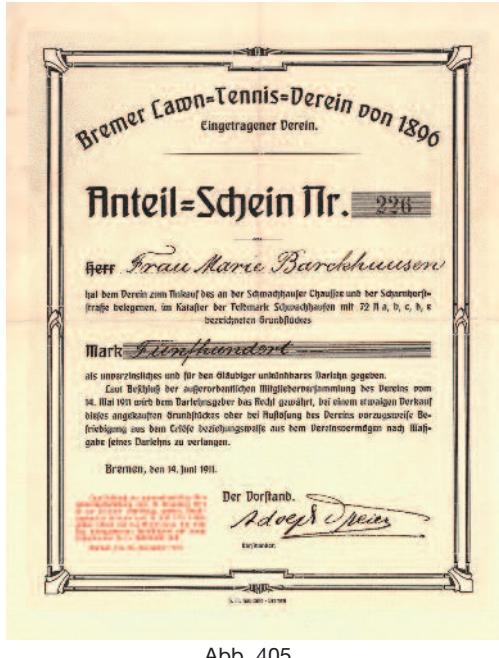 Bremer Lawn=Tennis=Verein von 1896
Eingetragener Verein.
Anteil=Schein Nr. 226
Herr Frau Marie Barckhausen
hat dem Verein zum Ankauf des an der Schwachhauser Chaussee und der Scharnhorst-
straße belegenen, im Kataster der Feldmark Schwachhausen mit 72 A a, b, c, h, g
bezeichneten Grundstückes
Mark Fünfhundert
als unverzinsliches und für den Gläubiger unkündbares Darlehn gegeben.
Laut Beschluß der außerordentlichen Mitgliederversammlung des Vereins vom
14. Mai 1911 wird dem Darlehnsgeber das Recht gewährt, bei einem etwaigen Verkauf
dieses angekauften Grundstückes oder bei Auflösung des Vereins vorzugsweise Be-
friedigung aus dem Erlöse beziehungsweise aus dem Vereinsvermögen nach Maß-
gabe seines Darlehns zu verlangen.
Bremen, den 14. Juni 1911.
Der Vorstand.
Adolph Dreier
Abb. 405